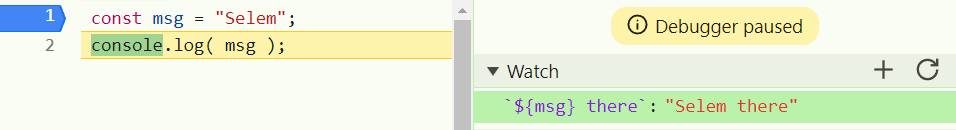 1 const msg = "Selem";
2 console.log( msg );
Debugger paused
Watch
`${msg} there`: "Selem there"